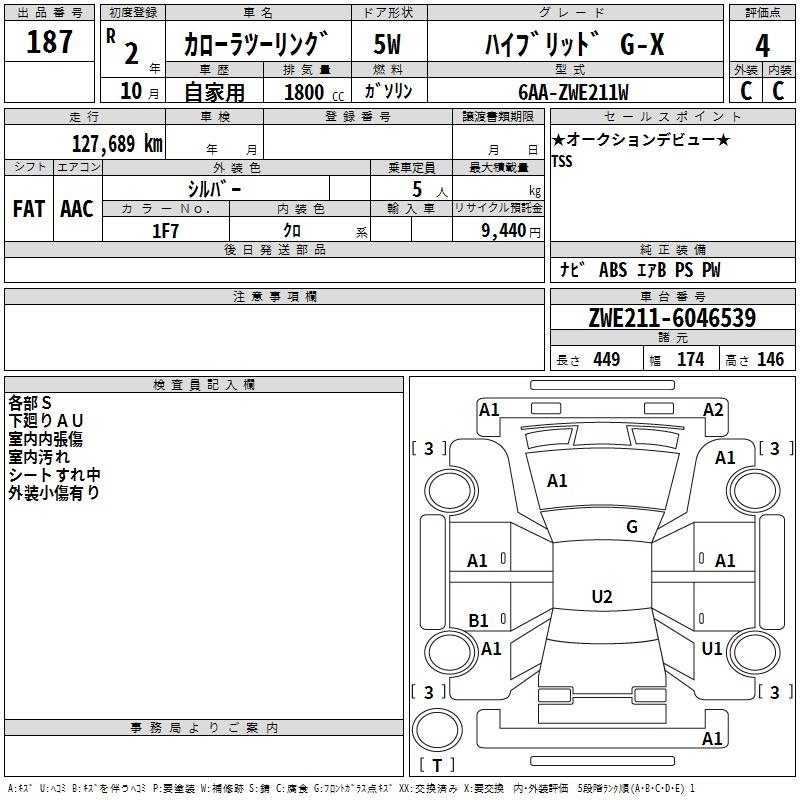 出品番号 初度登録 車名 ドア形状 グレード 評価点
187 R 2 年 カローラツーリング 5W ハイブリッド G-X 4
車歴 排気量 燃料 型式 外装 内装
10 月 自家用 1800 CC ガソリン 6AA-ZWE211W C C
走行 車検 登録番号 譲渡書類期限 セールスポイント
127,689 km 年 月 月 日 ★オークションデビュー★
シフト エアコン 外装色 乗車定員 最大積載量 TSS
FAT AAC シルバー 5 人 kg
カラーNo. 内装色 輸入車 リサイクル預託金
1F7 クロ 系 9,440 円
後日発送部品 純正装備
ナビ ABS エアB PS PW
注意事項欄 車台番号
ZWE211-6046539
諸元
長さ 449 幅 174 高さ 146
検査員記入欄
各部S
下廻りAU
室内内張傷
室内汚れ
シートすれ中
外装小傷有り
A1 A2
[ 3 ] [ 3 ]
A1
A1
G
A1 A1
U2
B1
A1 U1
[ 3 ] [ 3 ]
事務局よりご案内
A1
[ T ]
A:キズ U:ヘコミ B:キズを伴うヘコミ P:要塗装 W:補修跡 S:錆 C:腐食 G:フロントガラス点キズ XX:交換済み X:要交換 内・外装評価 5段階ランク順(A・B・C・D・E) 1